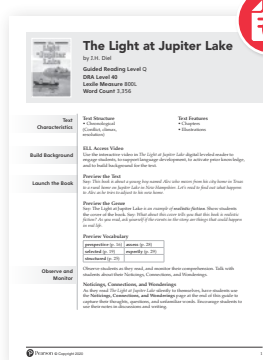 The Light at Jupiter Lake
by J.H. Diel
Guided Reading Level Q
DRA Level 40
Lexile Measure 800L
Word Count 3,356
Text
Characteristics
Text Structure
• Chronological
(Conflict, climax,
resolution)
Text Features
• Chapters
• Illustrations
Build Background
ELL Access Video
Use the interactive video in The Light at Jupiter Lake digital leveled reader to
engage students, to support language development, to activate prior knowledge,
and to build background for the text.
Launch the Book
Preview the Text
Say: This book is about a young boy named Alex who moves from his city home in Texas
to a rural home on Jupiter Lake in New Hampshire. Let's read to find out what happens
to Alex as he tries to adjust to his new home.
Preview the Genre
Say: The Light at Jupiter Lake is an example of realistic fiction. Show students
the cover of the book. Say: What about this cover tells you that this book is realistic
fiction? As you read, ask yourself if the events in the story are things that could happen
in real life.
Preview Vocabulary
perspective (p. 16)
atoms (p. 28)
selected (p. 19)
expertly (p. 29)
structured (p. 25)
Observe and
Monitor
Observe students as they read, and monitor their comprehension. Talk with
students about their Noticings, Connections, and Wonderings.
Noticings, Connections, and Wonderings
As they read The Light at Jupiter Lake silently to themselves, have students use
the Noticings, Connections, and Wonderings page at the end of this guide to
capture their thoughts, questions, and unfamiliar words. Encourage students to
use their notes in discussions and writing.
Pearson © Copyright 2020